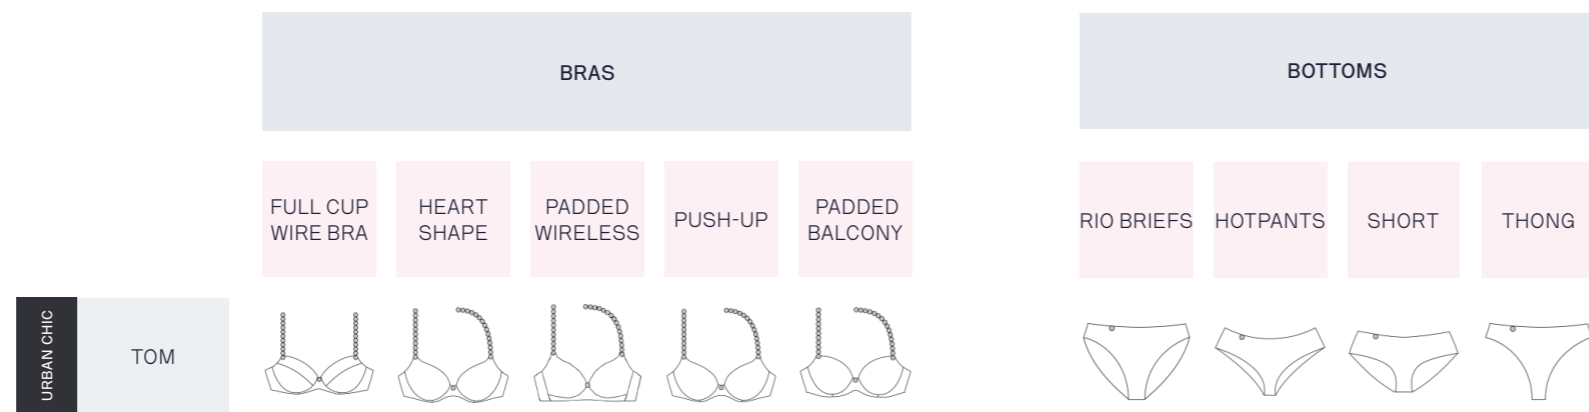 BRAS
BOTTOMS
FULL CUP
WIRE BRA
HEART
SHAPE
PADDED
WIRELESS
PUSH-UP
PADDED
BALCONY
RIO BRIEFS
HOTPANTS
SHORT
THONG
URBAN CHIC
TOM